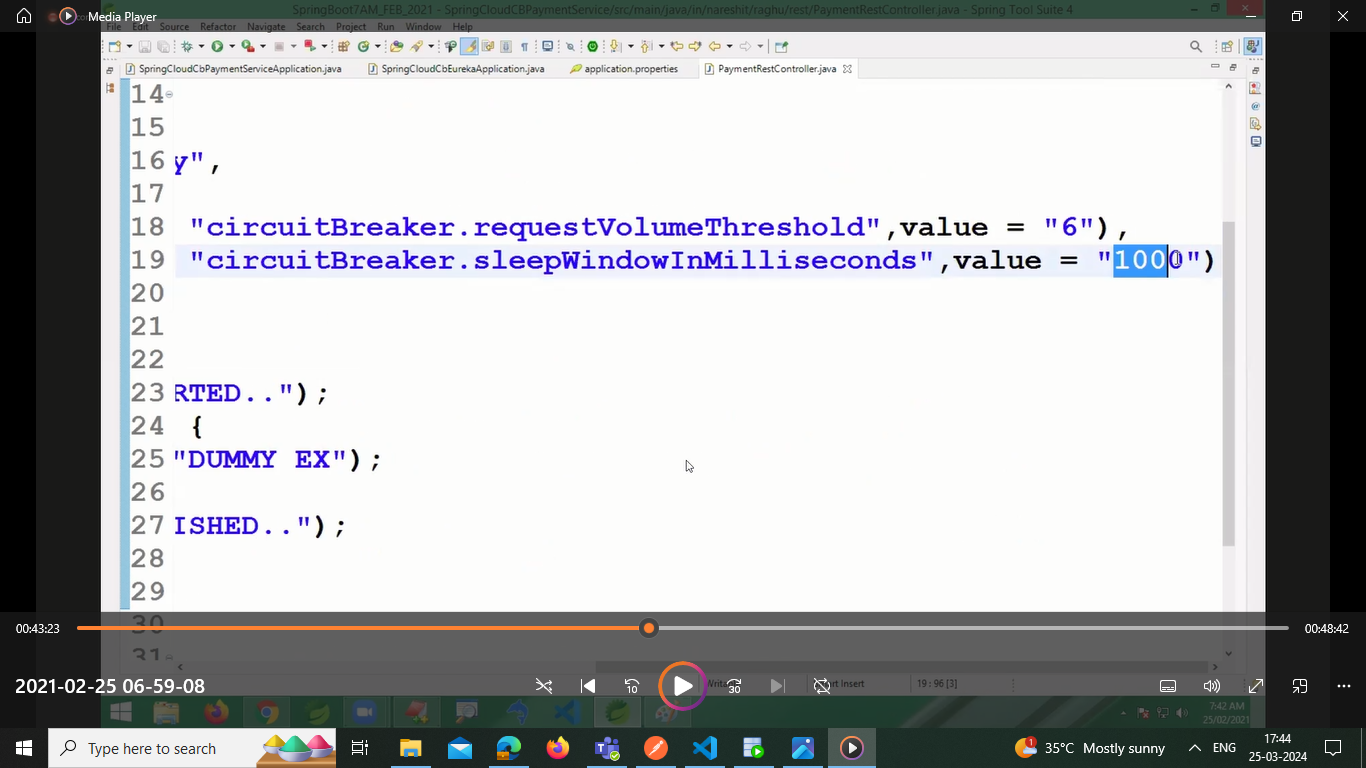 Media Player
SpringBoot7AM_FEB_2021 - SpringCloudCBPaymentService/src/main/java/in/nareshit/raghu/rest/PaymentRestController.java - Spring Tool Suite 4
File Edit Source Refactor Navigate Search Project Run Window Help
SpringCloudCbPaymentServiceApplication.java SpringCloudCbEurekaApplication.java application.properties PaymentRestController.java
14
15
16 y",
17
18 "circuitBreaker.requestVolumeThreshold",value = "6"),
19 "circuitBreaker.sleepWindowInMilliseconds",value = "1000")
20
21
22
23 RTED..");
24 {
25 "DUMMY EX");
26
27 ISHED..");
28
29
30
31
00:43:23 00:48:42
2021-02-25 06-59-08
10 30
Insert 19 : 96 [3]
7:42 AM
25/02/2021
Type here to search
1 35°C Mostly sunny ENG 17:44
25-03-2024